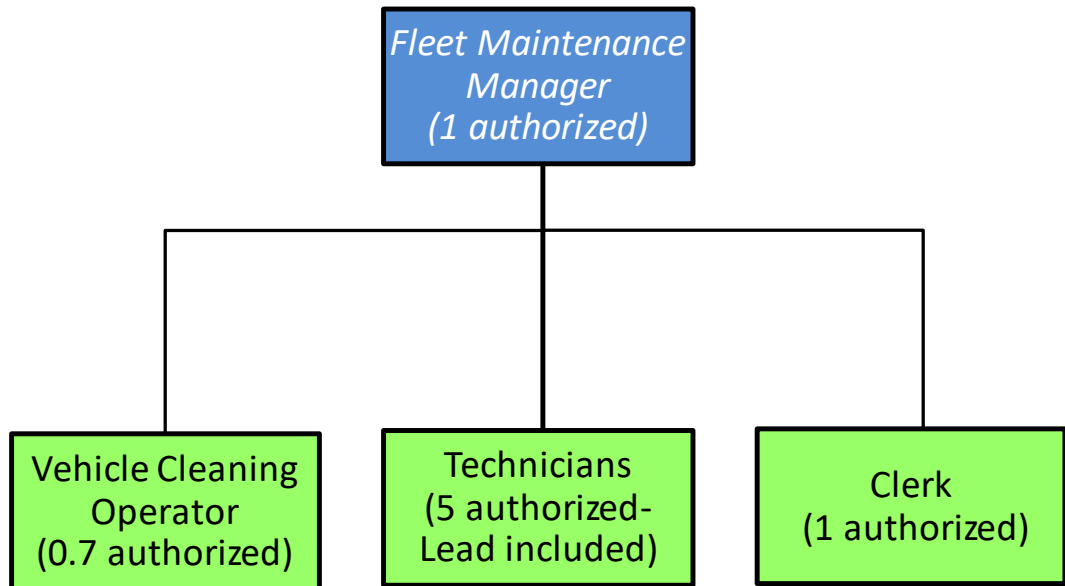 Fleet Maintenance
Manager
(1 authorized)
Vehicle Cleaning
Operator
(0.7 authorized)
Technicians
(5 authorized-
Lead included)
Clerk
(1 authorized)